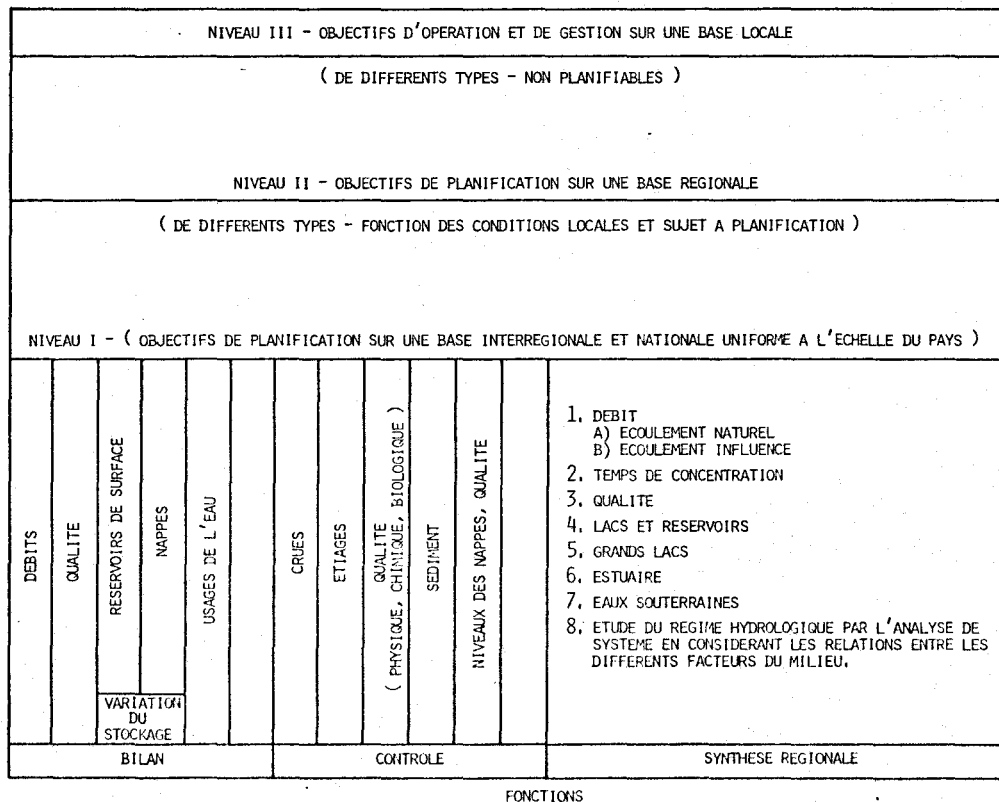 NIVEAU III - OBJECTIFS D'OPERATION ET DE GESTION SUR UNE BASE LOCALE
( DE DIFFERENTS TYPES - NON PLANIFIABLES )
NIVEAU II - OBJECTIFS DE PLANIFICATION SUR UNE BASE REGIONALE
( DE DIFFERENTS TYPES - FONCTION DES CONDITIONS LOCALES ET SUJET A PLANIFICATION )
NIVEAU I - ( OBJECTIFS DE PLANIFICATION SUR UNE BASE INTERREGIONALE ET NATIONALE UNIFORME A L'ECHELLE DU PAYS )
DEBITS
QUALITE
RESERVOIRS DE SURFACE
NAPPES
VARIATION
DU
STOCKAGE
USAGES DE L'EAU
CRUES
ETIAGES
QUALITE
( PHYSIQUE, CHIMIQUE, BIOLOGIQUE )
SEDIMENT
NIVEAUX DES NAPPES, QUALITE
1. DEBIT
A) ECOULEMENT NATUREL
B) ECOULEMENT INFLUENCE
2. TEMPS DE CONCENTRATION
3. QUALITE
4. LACS ET RESERVOIRS
5. GRANDS LACS
6. ESTUAIRE
7. EAUX SOUTERRAINES
8. ETUDE DU REGIME HYDROLOGIQUE PAR L'ANALYSE DE
SYSTEME EN CONSIDERANT LES RELATIONS ENTRE LES
DIFFERENTS FACTEURS DU MILIEU.
BILAN
CONTROLE
SYNTHESE REGIONALE
FONCTIONS